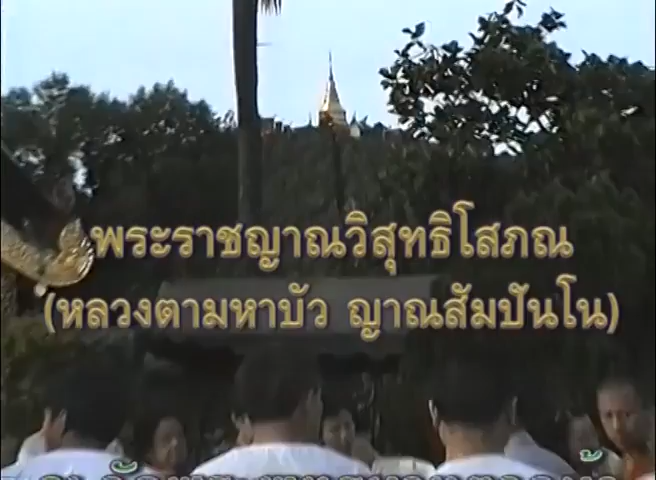 พระราชญาณวิสุทธิโสภณ
(หลวงตามหาบัว ญาณสัมปันโน)